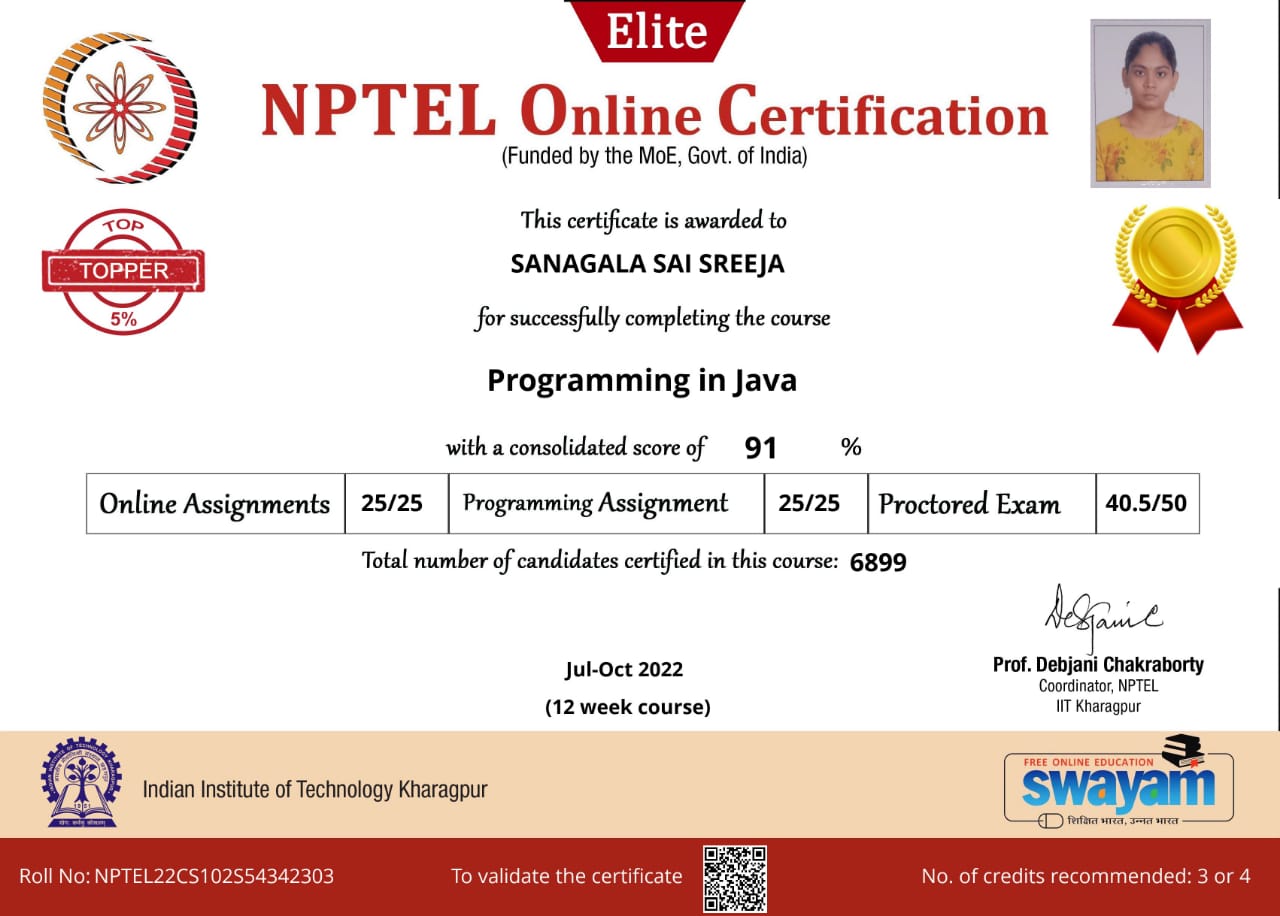 Elite
NPTEL Online Certification
(Funded by the MoE, Govt. of India)
TOP
TOPPER
5%
This certificate is awarded to
SANAGALA SAI SREEJA
for successfully completing the course
Programming in Java
with a consolidated score of 91 %
Online Assignments 25/25 Programming Assignment 25/25 Proctored Exam 40.5/50
Total number of candidates certified in this course: 6899
Jul-Oct 2022
(12 week course)
Prof. Debjani Chakraborty
Coordinator, NPTEL
IIT Kharagpur
Indian Institute of Technology Kharagpur
FREE ONLINE EDUCATION
swayam
शिक्षित भारत, उन्नत भारत
Roll No: NPTEL22CS102S54342303 To validate the certificate No. of credits recommended: 3 or 4